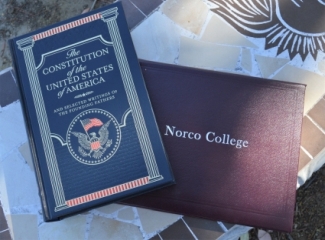 The
CONSTITUTION
of the
UNITED STATES
of AMERICA
AND SELECTED WRITINGS OF
THE FOUNDING FATHERS
Norco College